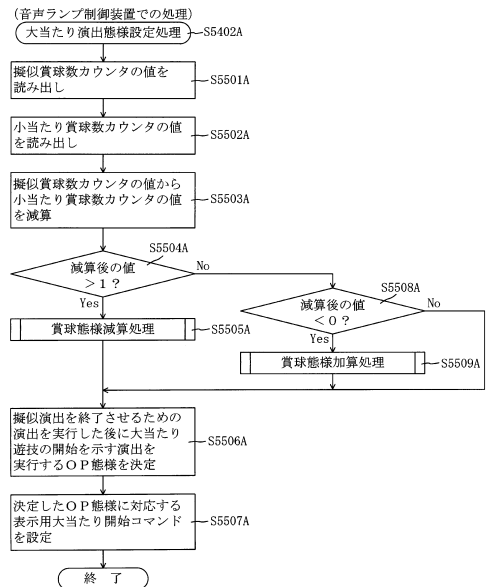 (音声ランプ制御装置での処理)
大当たり演出態様設定処理
S5402A
擬似賞球数カウンタの値を
読み出し
S5501A
小当たり賞球数カウンタの値
を読み出し
S5502A
擬似賞球数カウンタの値から
小当たり賞球数カウンタの値
を減算
S5503A
S5504A
減算後の値
>1?
No
Yes
S5508A
減算後の値
<0?
No
Yes
賞球態様減算処理
S5505A
賞球態様加算処理
S5509A
擬似演出を終了させるための
演出を実行した後に大当たり
遊技の開始を示す演出を
実行するOP態様を決定
S5506A
決定したOP態様に対応する
表示用大当たり開始コマンド
を設定
S5507A
終 了